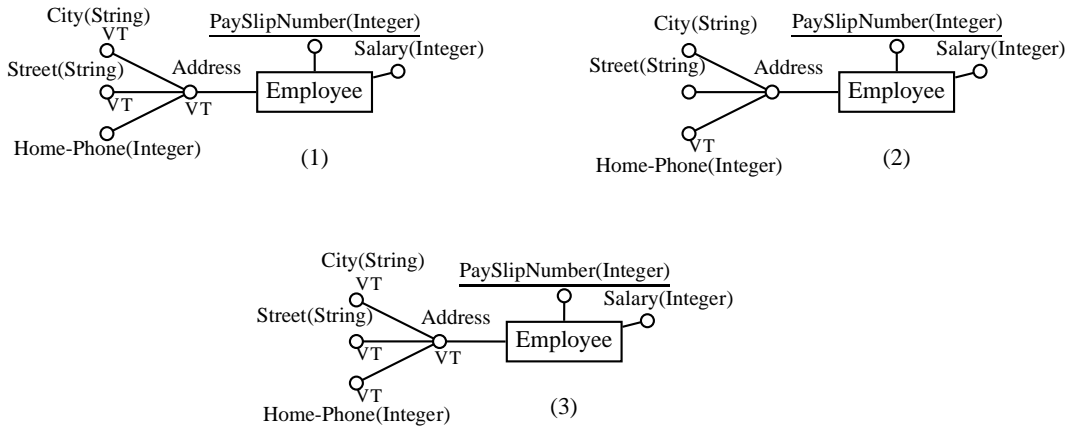 City(String)
VT
PaySlipNumber(Integer)
Salary(Integer)
Street(String)
VT
Address
VT
Employee
Home-Phone(Integer)
(1)
City(String)
PaySlipNumber(Integer)
Salary(Integer)
Street(String)
Address
Employee
VT
Home-Phone(Integer)
(2)
City(String)
VT
PaySlipNumber(Integer)
Salary(Integer)
Street(String)
VT
Address
VT
Employee
VT
Home-Phone(Integer)
(3)